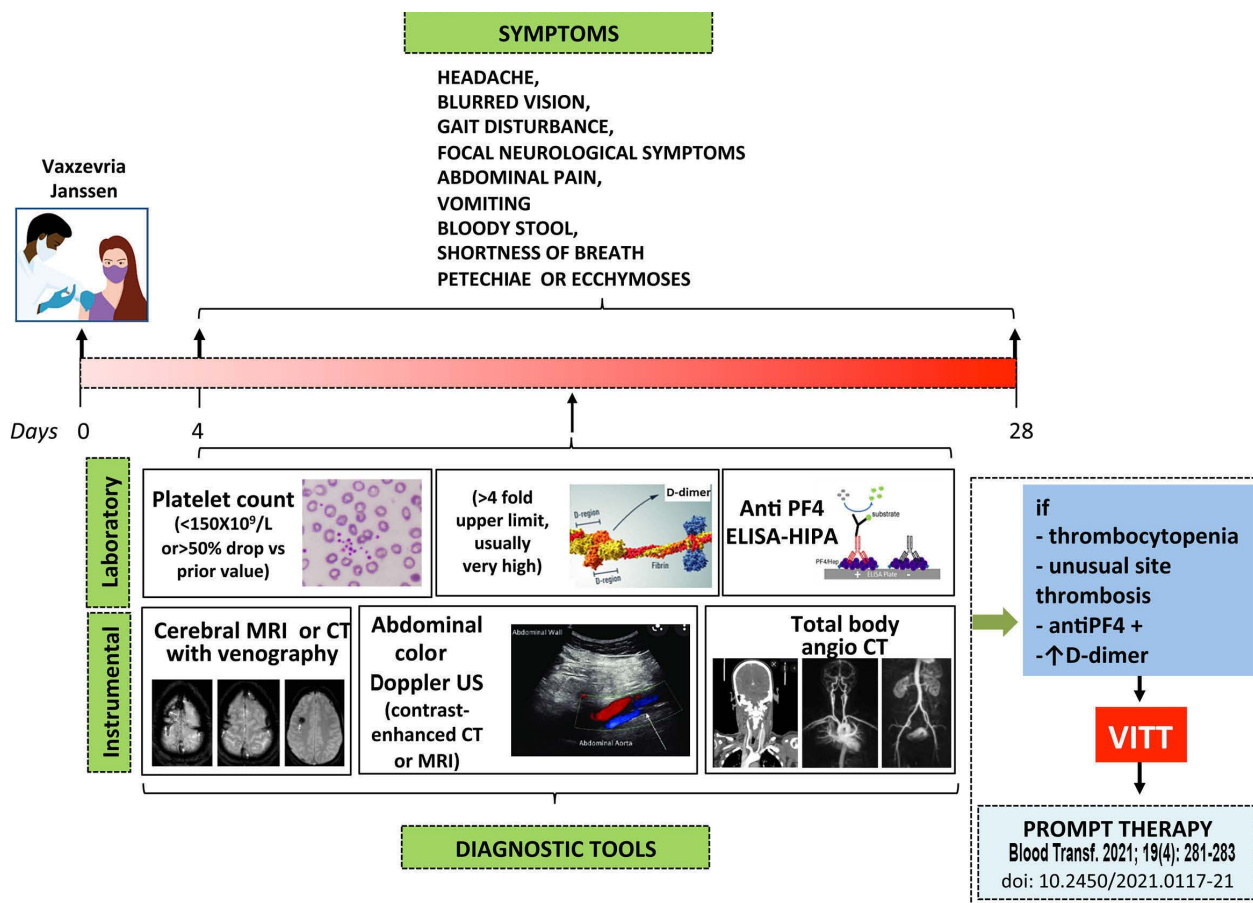 SYMPTOMS
HEADACHE,
BLURRED VISION,
GAIT DISTURBANCE,
FOCAL NEUROLOGICAL SYMPTOMS
ABDOMINAL PAIN,
VOMITING
BLOODY STOOL,
SHORTNESS OF BREATH
PETECHIAE OR ECCHYMOSES
Vaxzevria
Janssen
Days 0 4 28
Laboratory
Platelet count
(<150X10⁹/L
or>50% drop vs
prior value)
(>4 fold
upper limit,
usually
very high)
D-dimer
D-region
D-region
Fibrin
Anti PF4
ELISA-HIPA
substrate
PF4/Hep
+ ELISA Plate -
Instrumental
Cerebral MRI or CT
with venography
Abdominal
color
Doppler US
(contrast-
enhanced CT
or MRI)
Abdominal Wall
Abdominal Aorta
Total body
angio CT
DIAGNOSTIC TOOLS
if
- thrombocytopenia
- unusual site
thrombosis
- antiPF4 +
-↑D-dimer
VITT
PROMPT THERAPY
Blood Transf. 2021; 19(4): 281-283
doi: 10.2450/2021.0117-21